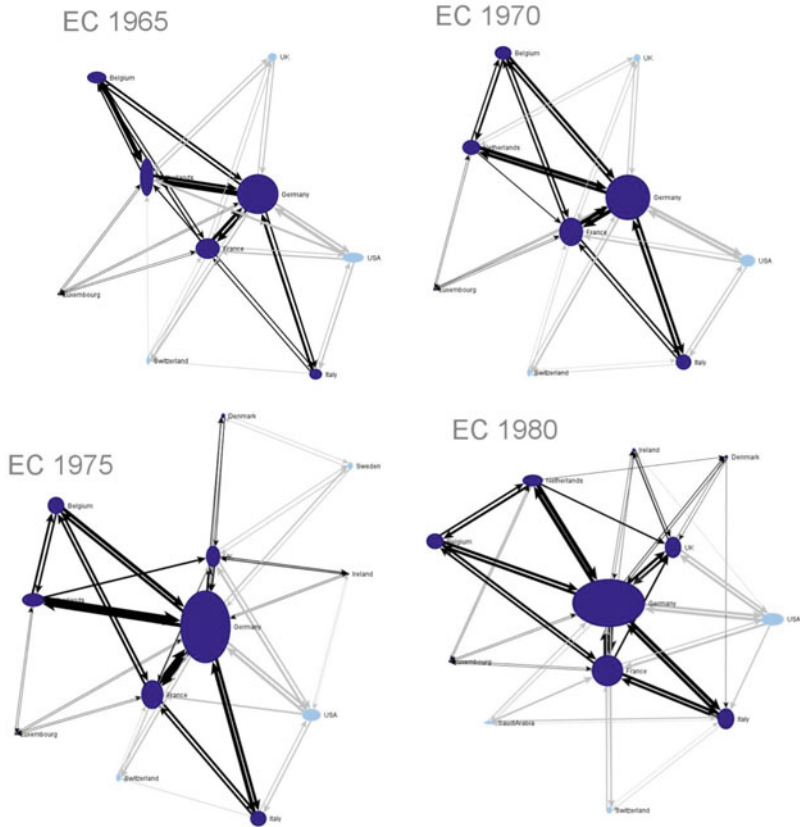 EC 1965
EC 1970
UK
Belgium
Germany
France
USA
Luxembourg
Switzerland
Italy
Belgium
UK
Netherlands
Germany
France
USA
Luxembourg
Switzerland
Italy
EC 1975
EC 1980
Denmark
Sweden
Belgium
Ireland
Germany
France
USA
Luxembourg
Switzerland
Italy
Ireland
Denmark
Netherlands
Belgium
UK
Germany
USA
Luxembourg
France
SaudiArabia
Italy
Switzerland